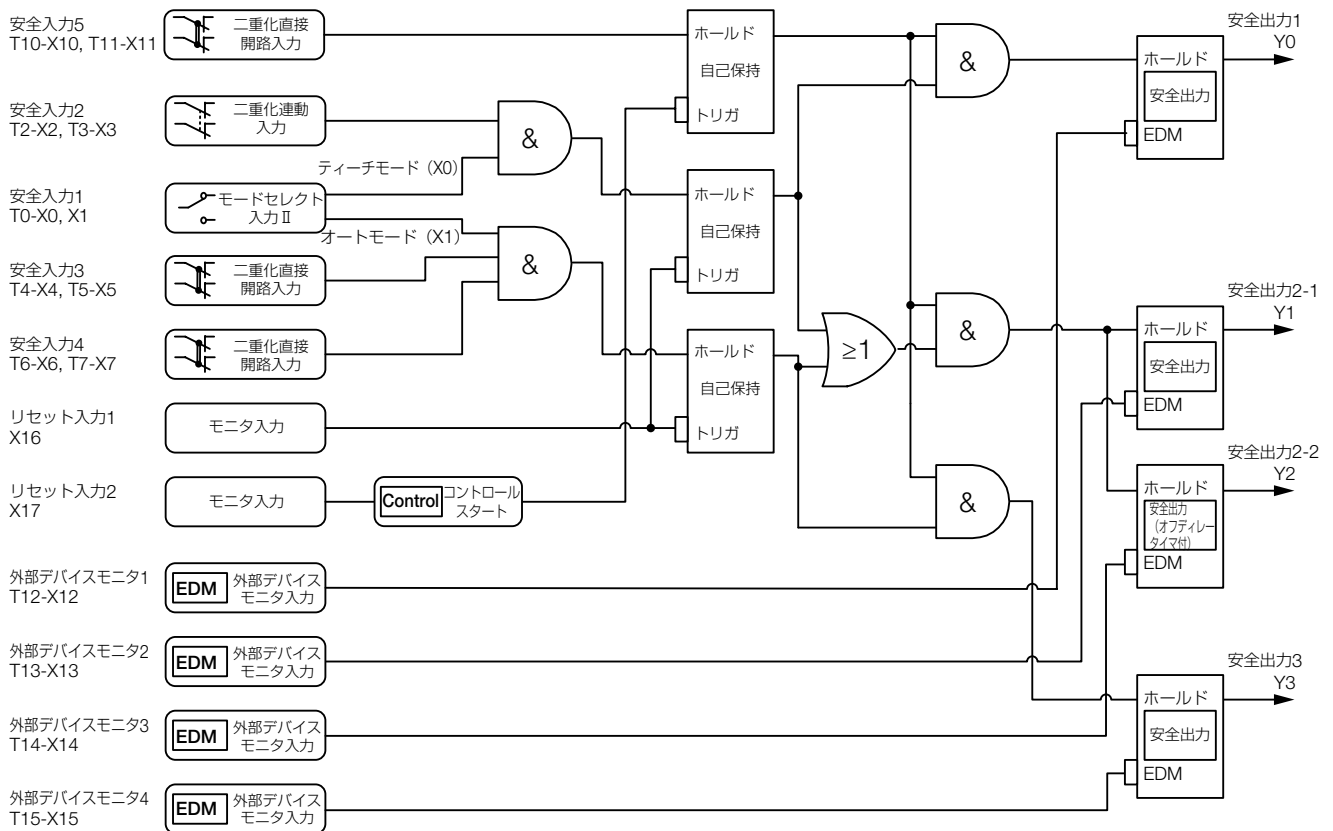 安全入力5
T10-X10, T11-X11
二重化直接
開路入力
安全入力2
T2-X2, T3-X3
二重化連動
入力
安全入力1
T0-X0, X1
モードセレクト
入力Ⅱ
ティーチモード（X0）
オートモード（X1）
安全入力3
T4-X4, T5-X5
二重化直接
開路入力
安全入力4
T6-X6, T7-X7
二重化直接
開路入力
リセット入力1
X16
モニタ入力
リセット入力2
X17
モニタ入力
Control
コントロール
スタート
外部デバイスモニタ1
T12-X12
EDM
外部デバイス
モニタ入力
外部デバイスモニタ2
T13-X13
EDM
外部デバイス
モニタ入力
外部デバイスモニタ3
T14-X14
EDM
外部デバイス
モニタ入力
外部デバイスモニタ4
T15-X15
EDM
外部デバイス
モニタ入力
&
&
ホールド
自己保持
トリガ
ホールド
自己保持
トリガ
ホールド
自己保持
トリガ
≥1
&
&
&
安全出力1
Y0
ホールド
安全出力
EDM
安全出力2-1
Y1
ホールド
安全出力
EDM
安全出力2-2
Y2
ホールド
安全出力
（オフディレー
タイマ付）
EDM
安全出力3
Y3
ホールド
安全出力
EDM